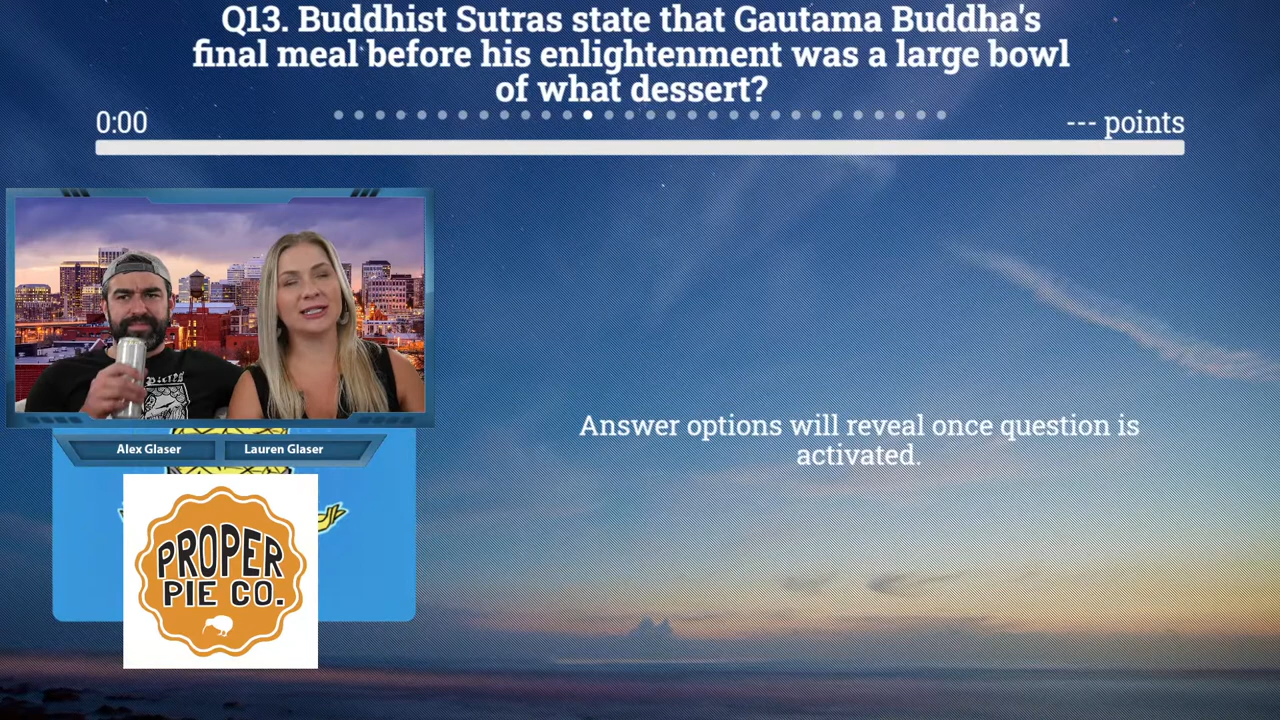 Q13. Buddhist Sutras state that Gautama Buddha's
final meal before his enlightenment was a large bowl
of what dessert?
0:00
--- points
Answer options will reveal once question is
activated.
Alex Glaser
Lauren Glaser
PROPER
PIE CO.